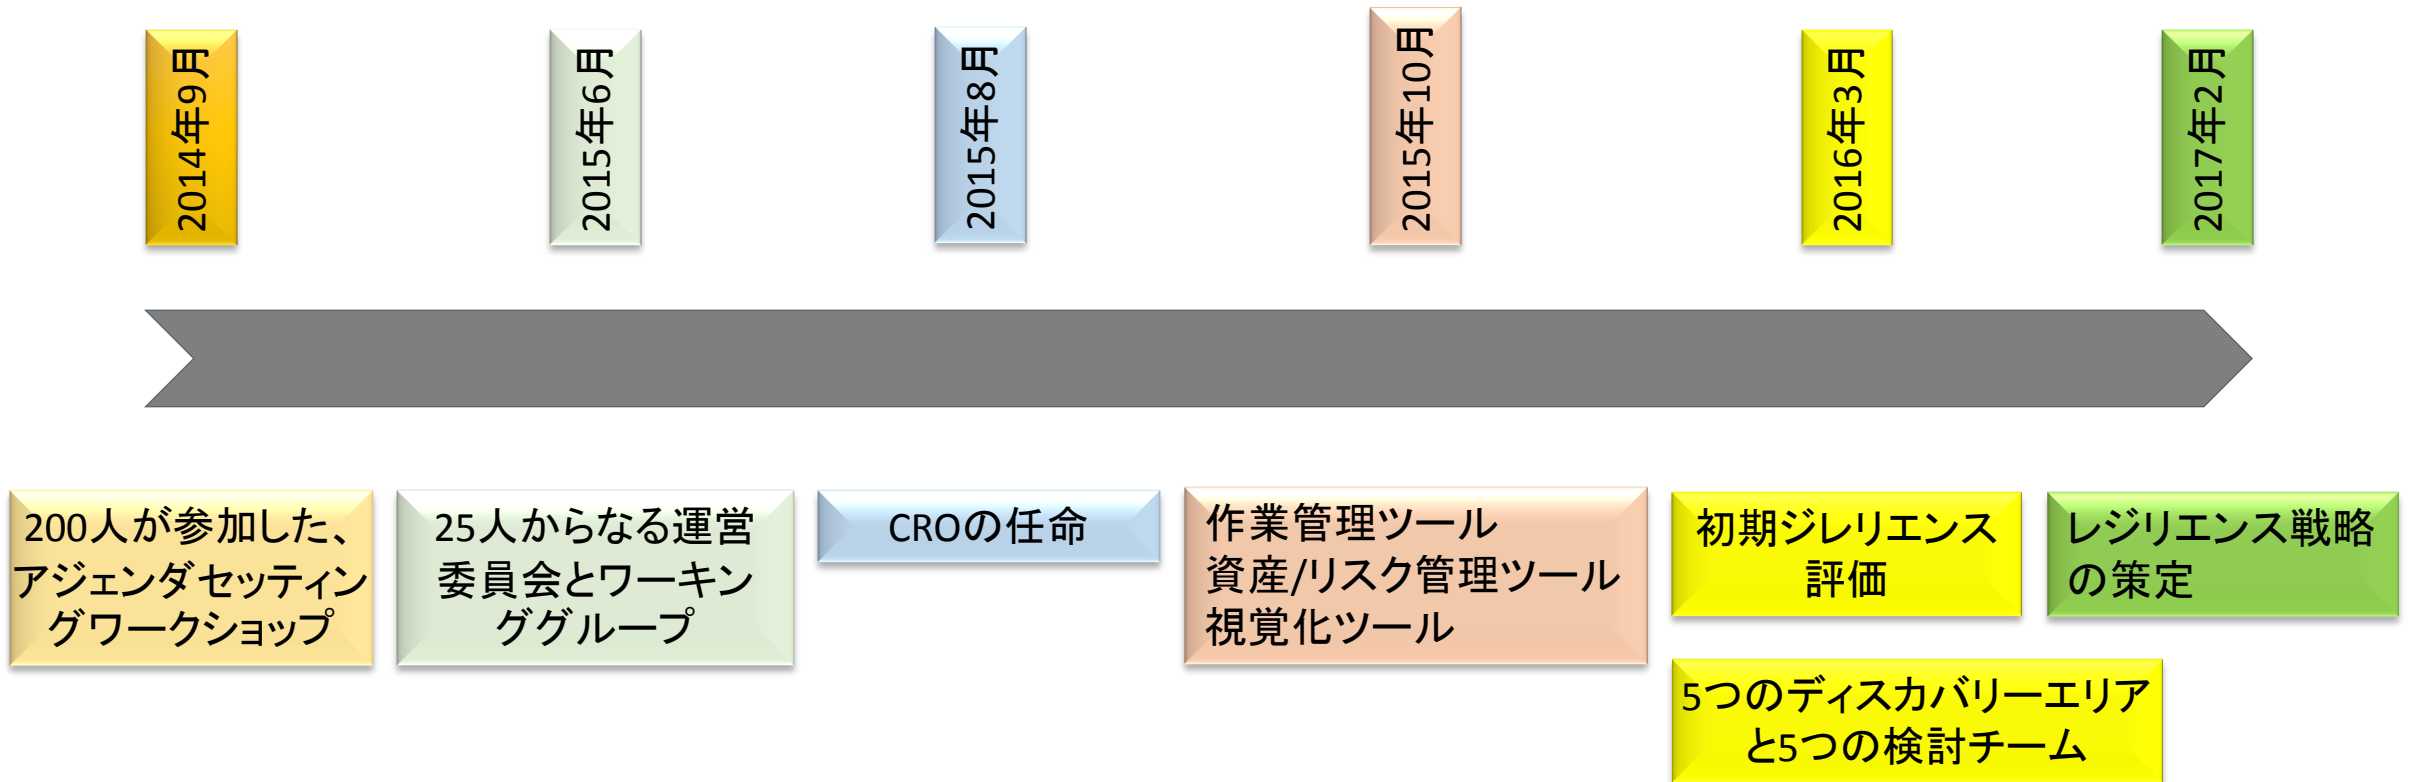 2014年9月
2015年6月
2015年8月
2015年10月
2016年3月
2017年2月
200人が参加した、
アジェンダセッティン
グワークショップ
25人からなる運営
委員会とワーキン
ググループ
CROの任命
作業管理ツール
資産/リスク管理ツール
視覚化ツール
初期ジレリエンス
評価
レジリエンス戦略
の策定
5つのディスカバリーエリア
と5つの検討チーム